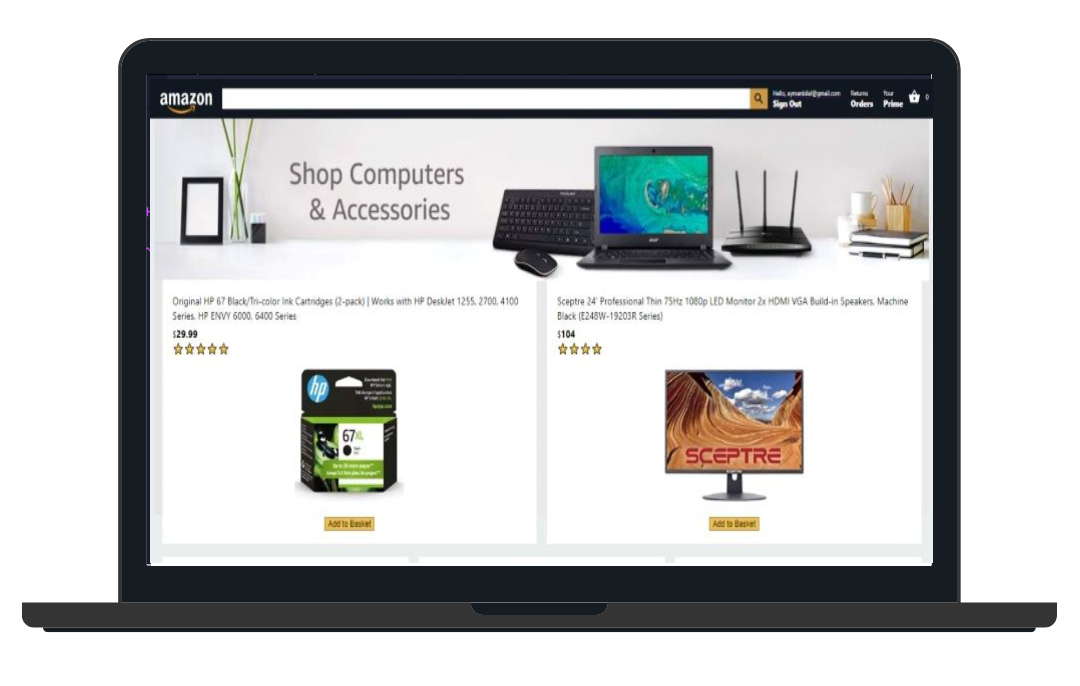 amazon
Hello, aymanbilal@gmail.com
Sign Out
Returns
Orders
Your
Prime
0
Shop Computers
& Accessories
Original HP 67 Black/Tri-color Ink Cartridges (2-pack) | Works with HP DeskJet 1255, 2700, 4100
Series, HP ENVY 6000, 6400 Series
$29.99
hp
67XL
Add to Basket
Sceptre 24' Professional Thin 75Hz 1080p LED Monitor 2x HDMI VGA Build-in Speakers, Machine
Black (E248W-19203R Series)
$104
SCEPTRE
Add to Basket